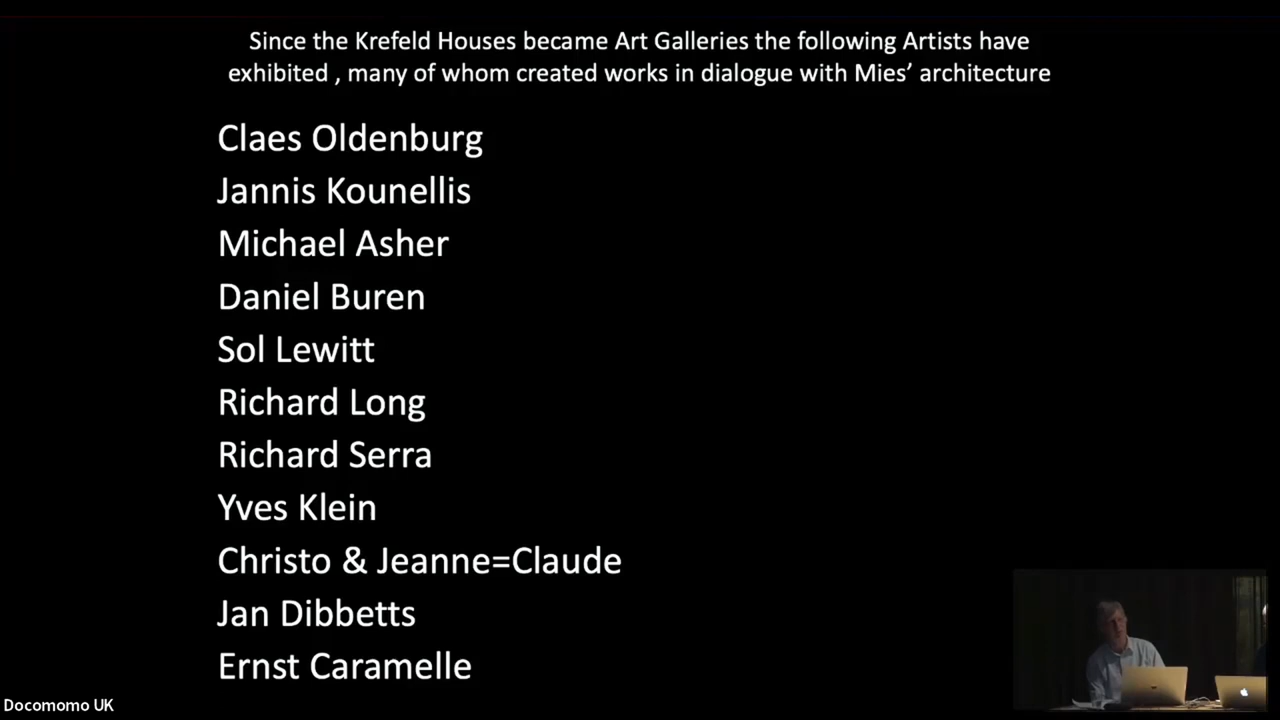 Since the Krefeld Houses became Art Galleries the following Artists have
exhibited , many of whom created works in dialogue with Mies’ architecture
Claes Oldenburg
Jannis Kounellis
Michael Asher
Daniel Buren
Sol Lewitt
Richard Long
Richard Serra
Yves Klein
Christo & Jeanne=Claude
Jan Dibbetts
Ernst Caramelle
Docomomo UK